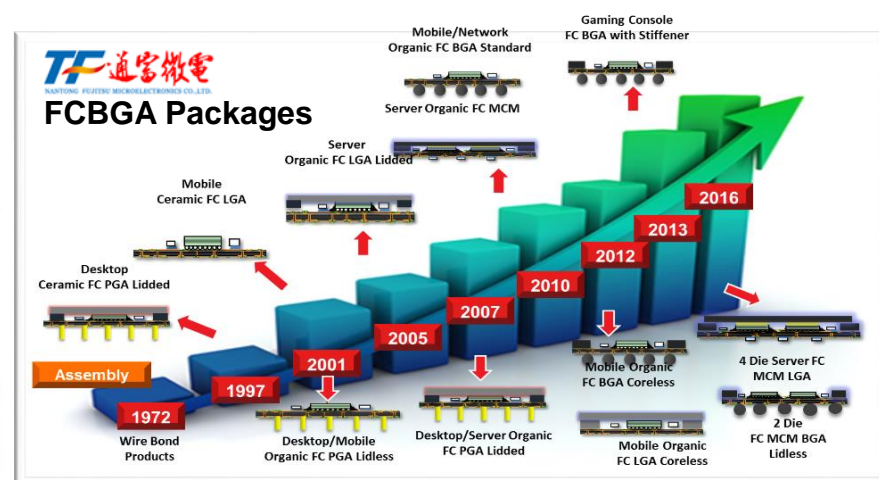 Mobile/Network
Organic FC BGA Standard
Gaming Console
FC BGA with Stiffener
TF 通富微電
NANTONG FUJITSU MICROELECTRONICS CO.,LTD.
FCBGA Packages
Server Organic FC MCM
Server
Organic FC LGA Lidded
Mobile
Ceramic FC LGA
Desktop
Ceramic FC PGA Lidded
Assembly
1972
1997
2001
2005
2007
2010
2012
2013
2016
Wire Bond
Products
Desktop/Mobile
Organic FC PGA Lidless
Desktop/Server Organic
FC PGA Lidded
Mobile Organic
FC BGA Coreless
Mobile Organic
FC LGA Coreless
4 Die Server FC
MCM LGA
2 Die
FC MCM BGA
Lidless